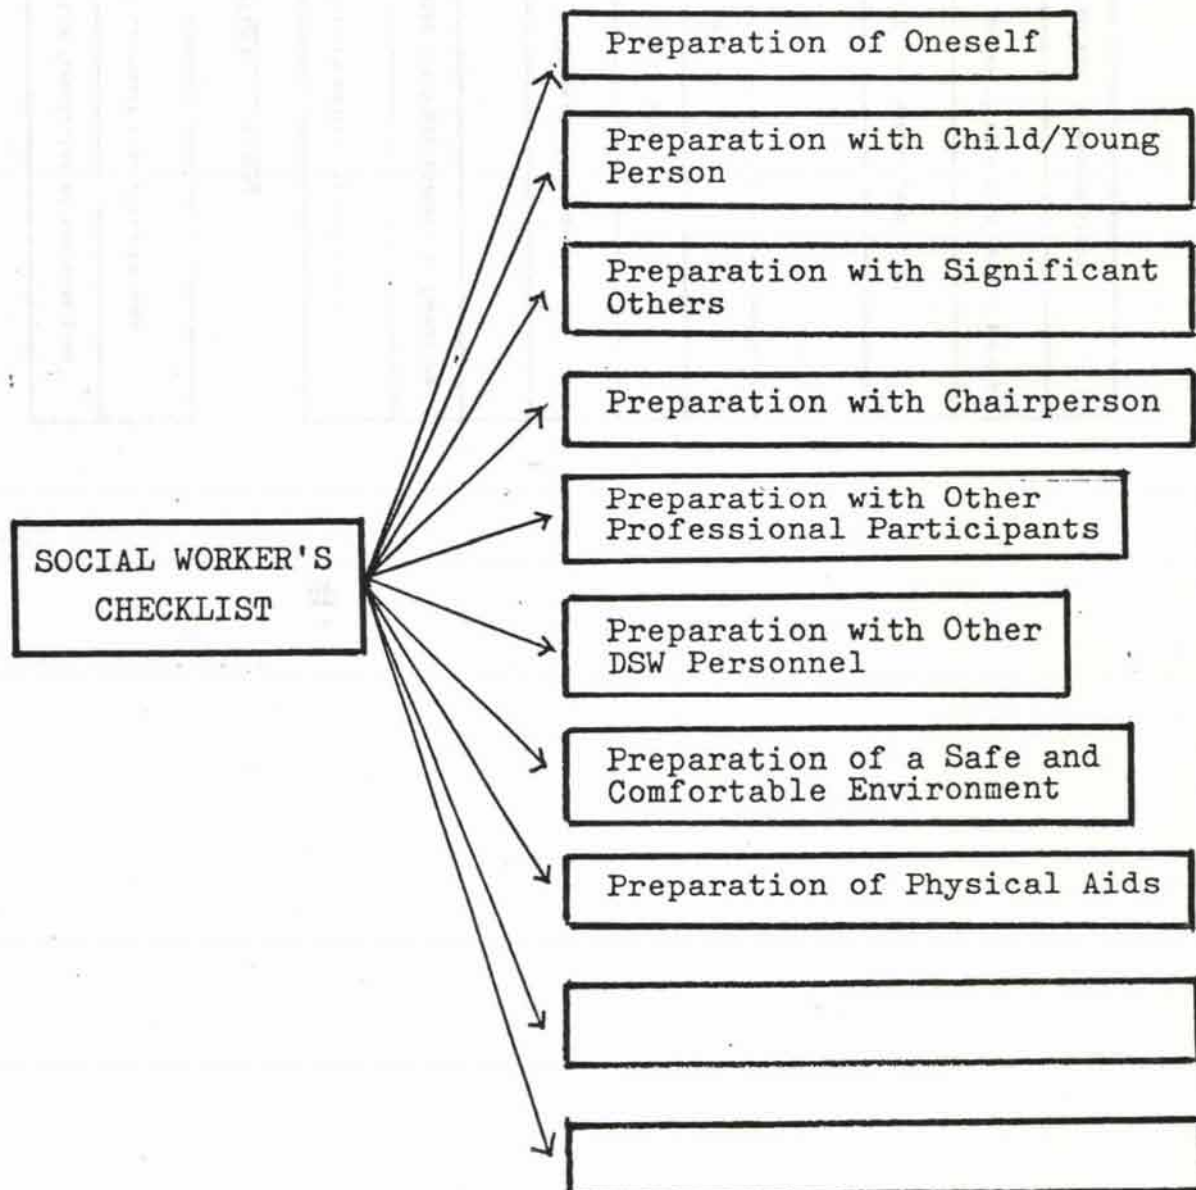 Preparation of Oneself
Preparation with Child/Young
Person
Preparation with Significant
Others
Preparation with Chairperson
Preparation with Other
Professional Participants
SOCIAL WORKER'S
CHECKLIST
Preparation with Other
DSW Personnel
Preparation of a Safe and
Comfortable Environment
Preparation of Physical Aids